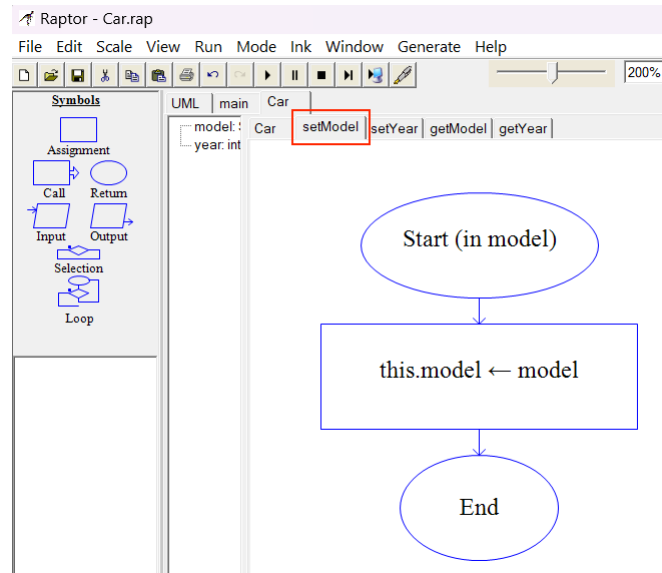 Raptor - Car.rap
File Edit Scale View Run Mode Ink Window Generate Help
200%
Symbols
Assignment
Call Return
Input Output
Selection
Loop
UML main Car
model:
year: int
Car setModel setYear getModel getYear
Start (in model)
this.model ← model
End